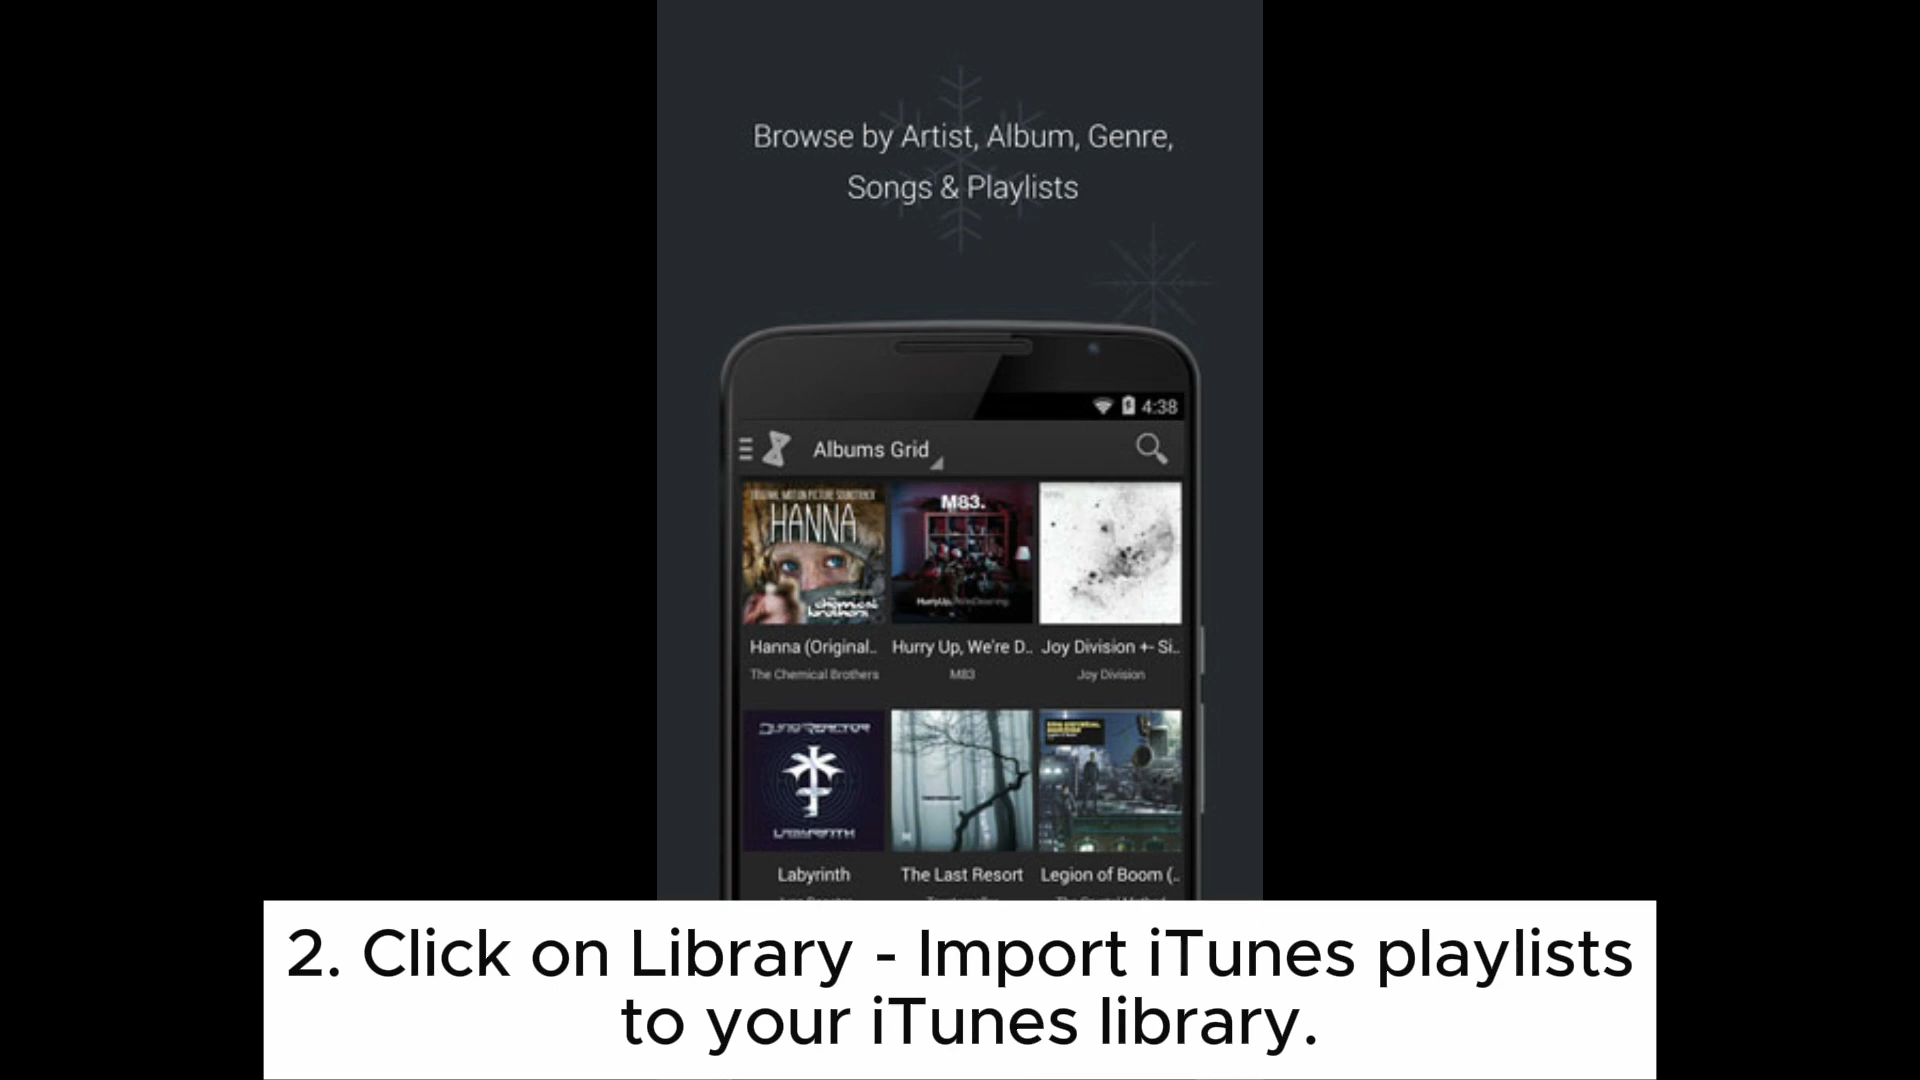 Browse by Artist, Album, Genre,
Songs & Playlists
4:38
Albums Grid
HANNA
M83.
Hanna (Original..
Hurry Up, We're D..
Joy Division +- Si..
The Chemical Brothers
M83
Joy Division
LABYRINTH
Labyrinth
The Last Resort
Legion of Boom (..
2. Click on Library - Import iTunes playlists
to your iTunes library.